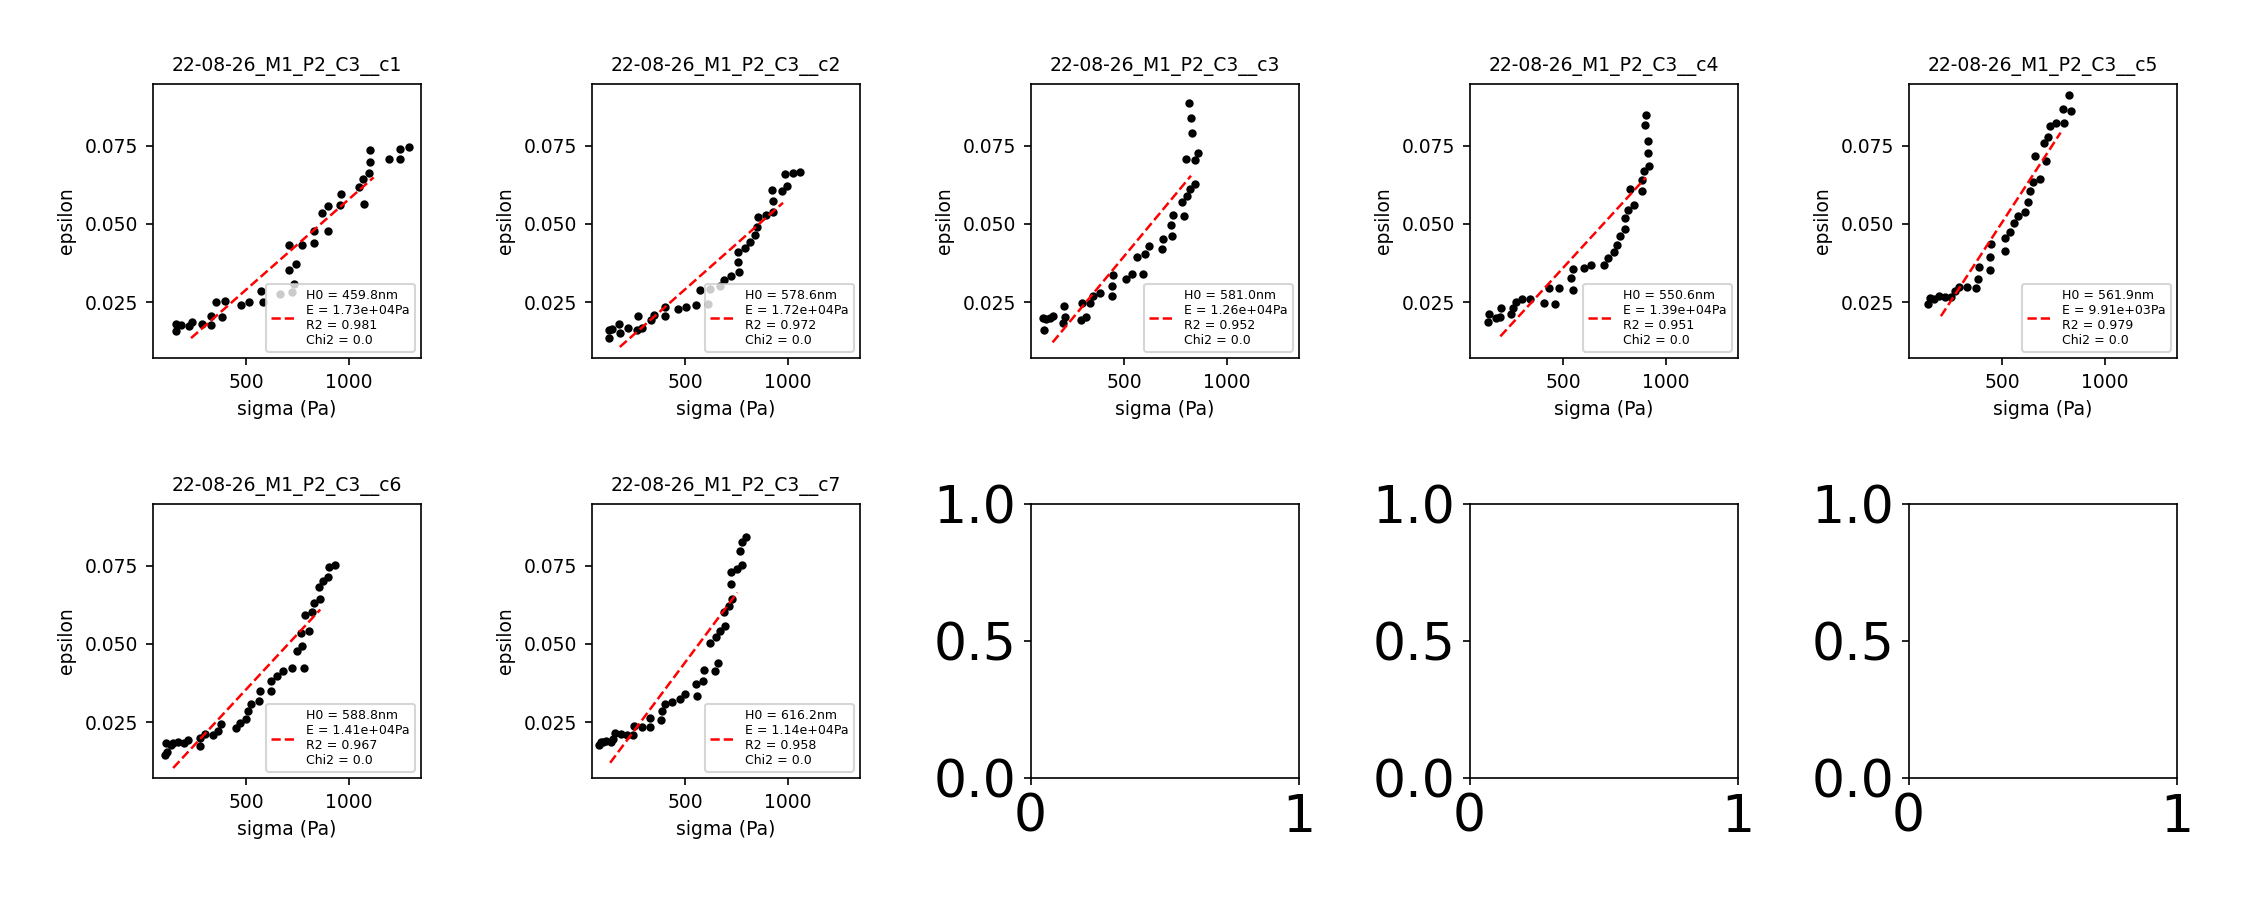 22-08-26_M1_P2_C3__c1
epsilon
0.075
0.050
0.025
H0 = 459.8nm
E = 1.73e+04Pa
R2 = 0.981
Chi2 = 0.0
500 1000
sigma (Pa)
22-08-26_M1_P2_C3__c2
epsilon
0.075
0.050
0.025
H0 = 578.6nm
E = 1.72e+04Pa
R2 = 0.972
Chi2 = 0.0
500 1000
sigma (Pa)
22-08-26_M1_P2_C3__c3
epsilon
0.075
0.050
0.025
H0 = 581.0nm
E = 1.26e+04Pa
R2 = 0.952
Chi2 = 0.0
500 1000
sigma (Pa)
22-08-26_M1_P2_C3__c4
epsilon
0.075
0.050
0.025
H0 = 550.6nm
E = 1.39e+04Pa
R2 = 0.951
Chi2 = 0.0
500 1000
sigma (Pa)
22-08-26_M1_P2_C3__c5
epsilon
0.075
0.050
0.025
H0 = 561.9nm
E = 9.91e+03Pa
R2 = 0.979
Chi2 = 0.0
500 1000
sigma (Pa)
22-08-26_M1_P2_C3__c6
epsilon
0.075
0.050
0.025
H0 = 588.8nm
E = 1.41e+04Pa
R2 = 0.967
Chi2 = 0.0
500 1000
sigma (Pa)
22-08-26_M1_P2_C3__c7
epsilon
0.075
0.050
0.025
H0 = 616.2nm
E = 1.14e+04Pa
R2 = 0.958
Chi2 = 0.0
500 1000
sigma (Pa)
1.0
0.5
0.0
0 1
1.0
0.5
0.0
0 1
1.0
0.5
0.0
0 1